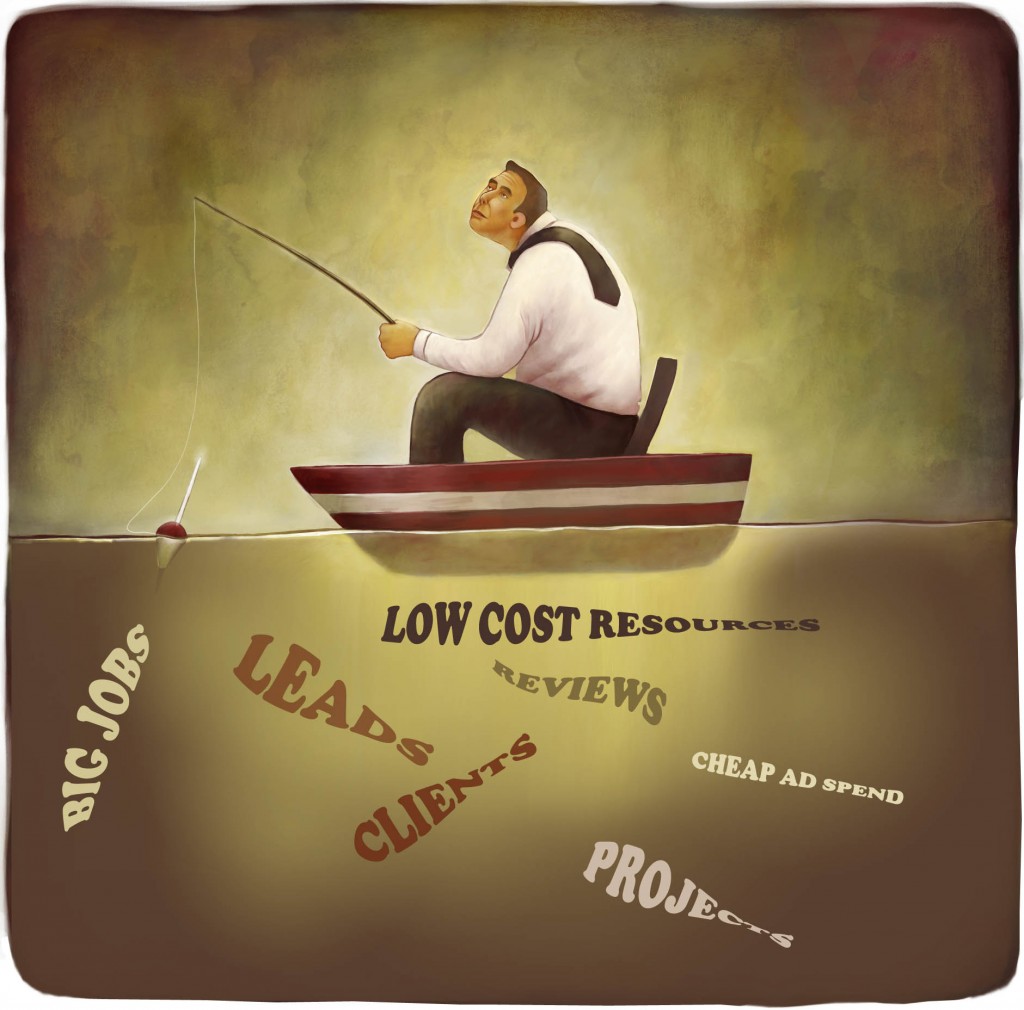 LOW COST RESOURCES
BIG JOBS
LEADS
REVIEWS
CLIENTS
CHEAP AD SPEND
PROJECTS